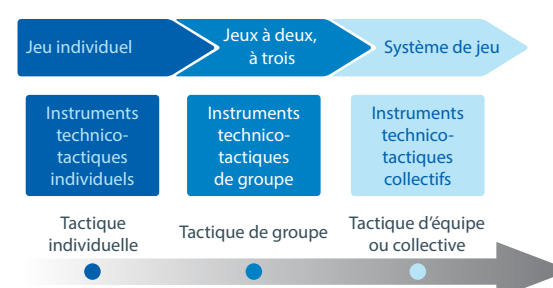 Jeu individuel
Jeux à deux,
à trois
Système de jeu
Instruments
technico-
tactiques
individuels
Instruments
technico-
tactiques
de groupe
Instruments
technico-
tactiques
collectifs
Tactique
individuelle
Tactique de groupe
Tactique d’équipe
ou collective